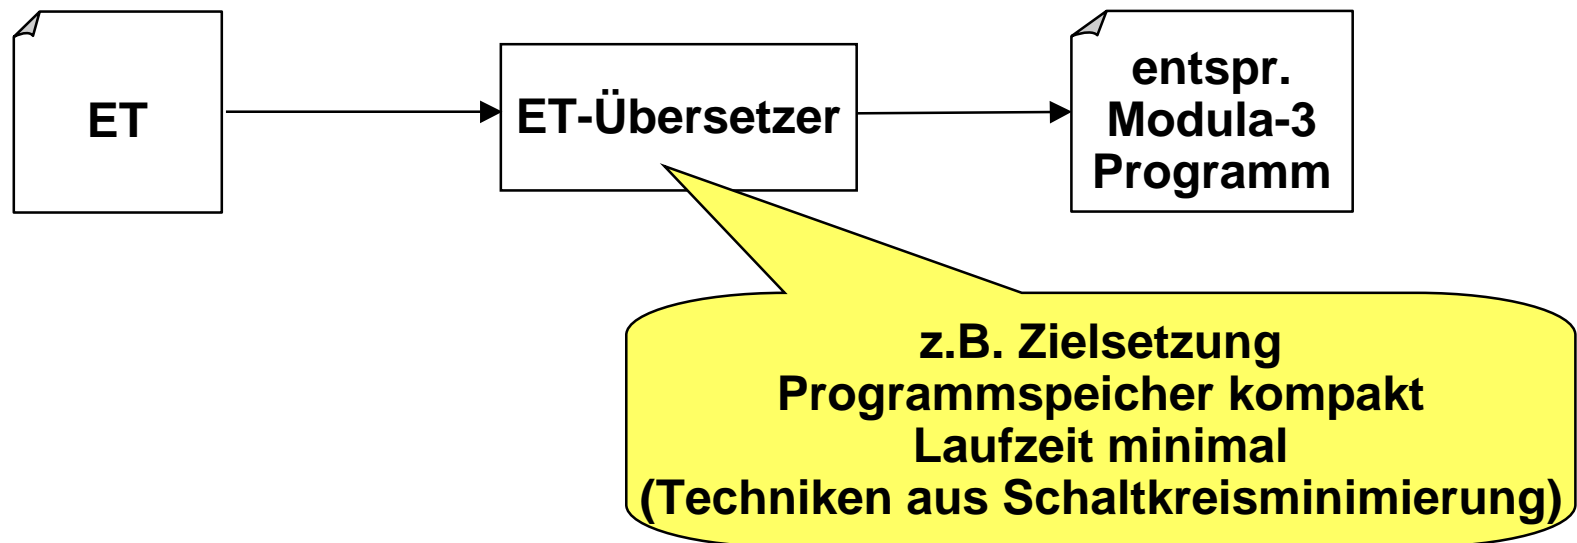 ET
ET-Übersetzer
entspr.
Modula-3
Programm
z.B. Zielsetzung
Programmspeicher kompakt
Laufzeit minimal
(Techniken aus Schaltkreisminimierung)